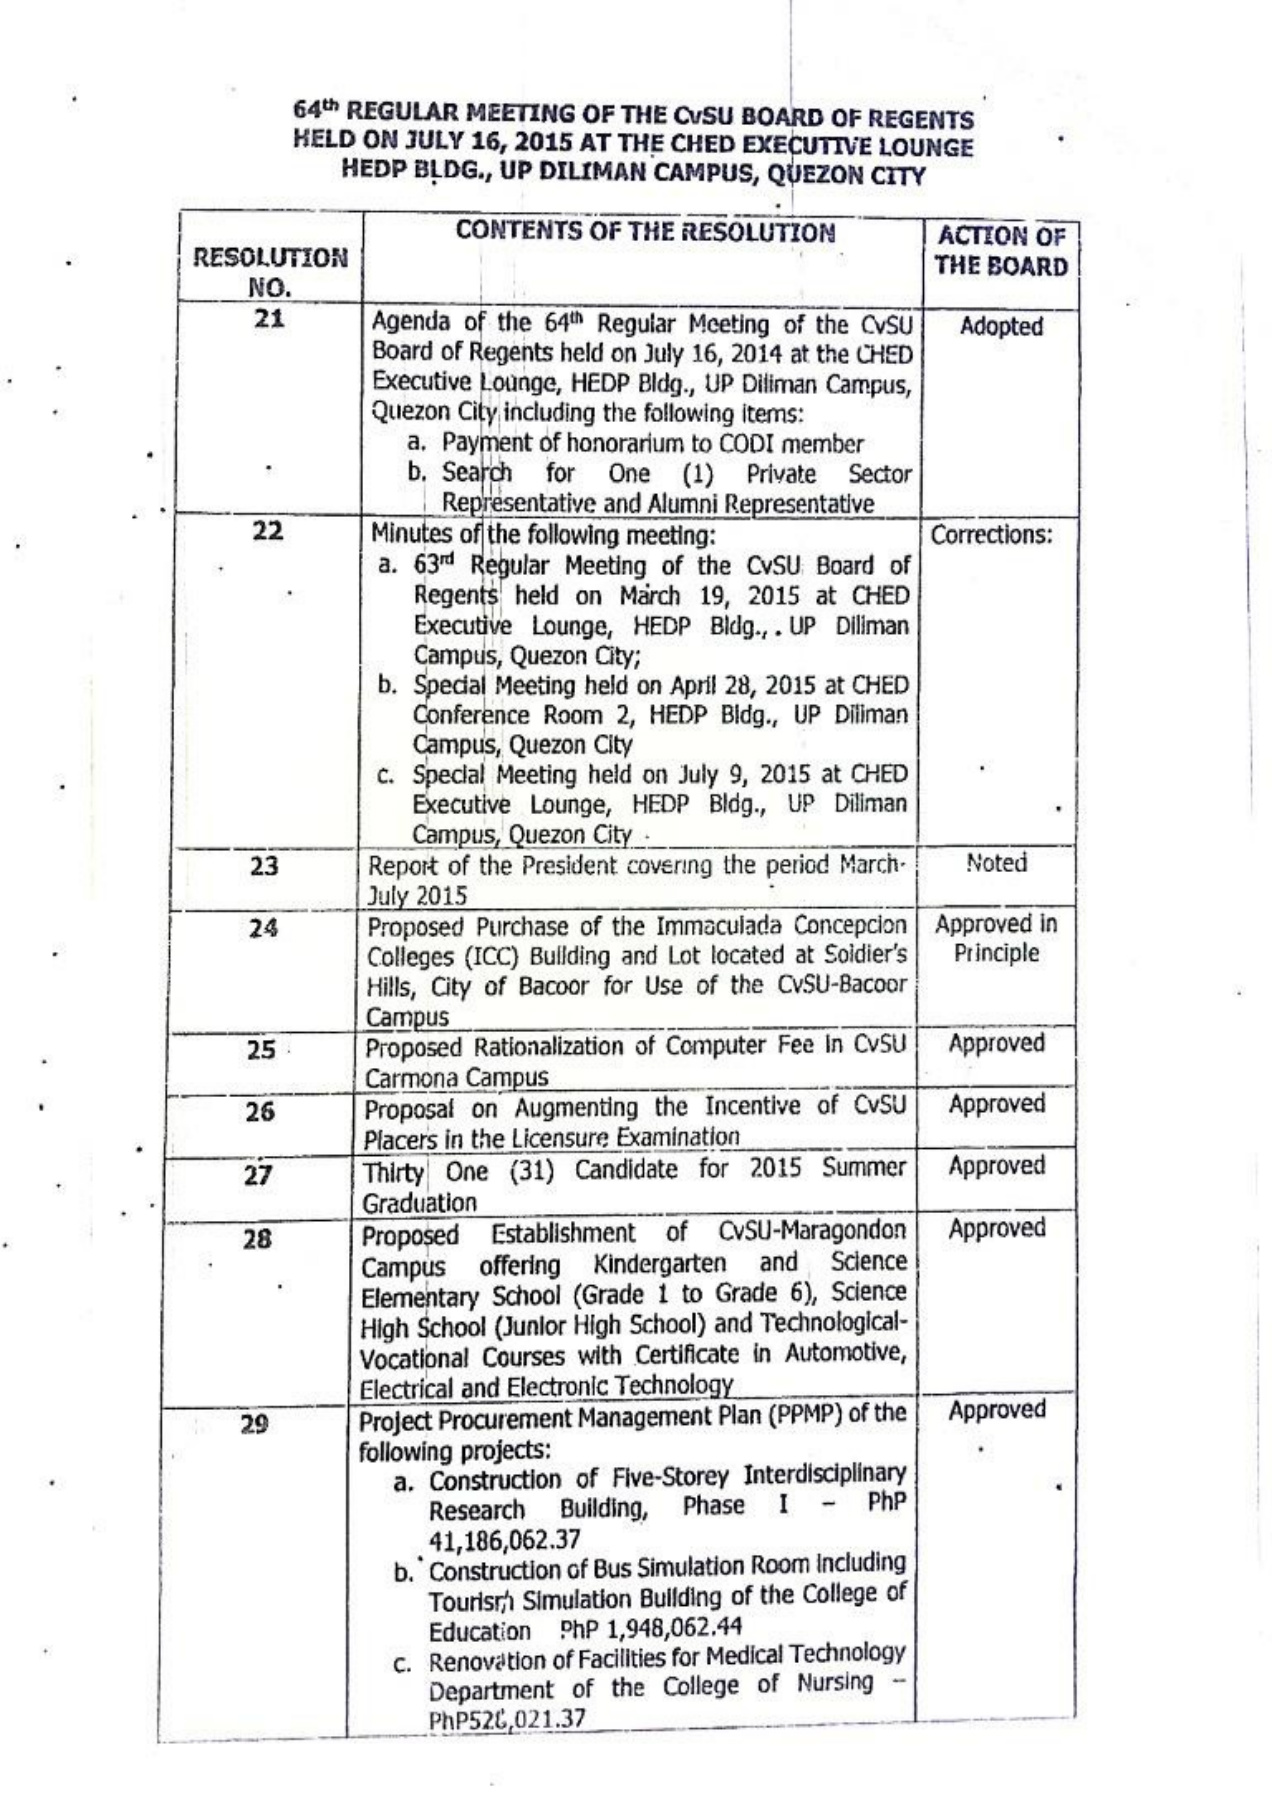 64th REGULAR MEETING OF THE CvSU BOARD OF REGENTS
HELD ON JULY 16, 2015 AT THE CHED EXECUTIVE LOUNGE
HEDP BLDG., UP DILIMAN CAMPUS, QUEZON CITY
RESOLUTION
NO.
CONTENTS OF THE RESOLUTION
ACTION OF
THE BOARD
21
Agenda of the 64th Regular Meeting of the CvSU
Board of Regents held on July 16, 2014 at the CHED
Executive Lounge, HEDP Bldg., UP Diliman Campus,
Quezon City including the following items:
a. Payment of honorarium to CODI member
b. Search for One (1) Private Sector
Representative and Alumni Representative
Adopted
22
Minutes of the following meeting:
a. 63rd Regular Meeting of the CvSU Board of
Regents held on March 19, 2015 at CHED
Executive Lounge, HEDP Bldg., UP Diliman
Campus, Quezon City;
b. Special Meeting held on April 28, 2015 at CHED
Conference Room 2, HEDP Bldg., UP Diliman
Campus, Quezon City
c. Special Meeting held on July 9, 2015 at CHED
Executive Lounge, HEDP Bldg., UP Diliman
Campus, Quezon City
Corrections:
23
Report of the President covering the period March-
July 2015
Noted
24
Proposed Purchase of the Immaculada Concepcion
Colleges (ICC) Building and Lot located at Soldier's
Hills, City of Bacoor for Use of the CvSU-Bacoor
Campus
Approved in
Principle
25
Proposed Rationalization of Computer Fee in CvSU
Carmona Campus
Approved
26
Proposal on Augmenting the Incentive of CvSU
Placers in the Licensure Examination
Approved
27
Thirty One (31) Candidate for 2015 Summer
Graduation
Approved
28
Proposed Establishment of CvSU-Maragondon
Campus offering Kindergarten and Science
Elementary School (Grade 1 to Grade 6), Science
High School (Junior High School) and Technological-
Vocational Courses with Certificate in Automotive,
Electrical and Electronic Technology
Approved
29
Project Procurement Management Plan (PPMP) of the
following projects:
a. Construction of Five-Storey Interdisciplinary
Research Building, Phase I – PhP
41,186,062.37
b. Construction of Bus Simulation Room including
Tourism Simulation Building of the College of
Education PhP 1,948,062.44
c. Renovation of Facilities for Medical Technology
Department of the College of Nursing –
Approved